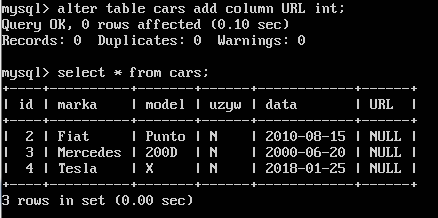 mysql> alter table cars add column URL int;
Query OK, 0 rows affected (0.10 sec)
Records: 0  Duplicates: 0  Warnings: 0

mysql> select * from cars;
+----+----------+-------+------+------------+------+
| id | marka    | model | uzyw | data       | URL  |
+----+----------+-------+------+------------+------+
|  2 | Fiat     | Punto | N    | 2010-08-15 | NULL |
|  3 | Mercedes | 200D  | N    | 2000-06-20 | NULL |
|  4 | Tesla    | X     | N    | 2018-01-25 | NULL |
+----+----------+-------+------+------------+------+
3 rows in set (0.00 sec)